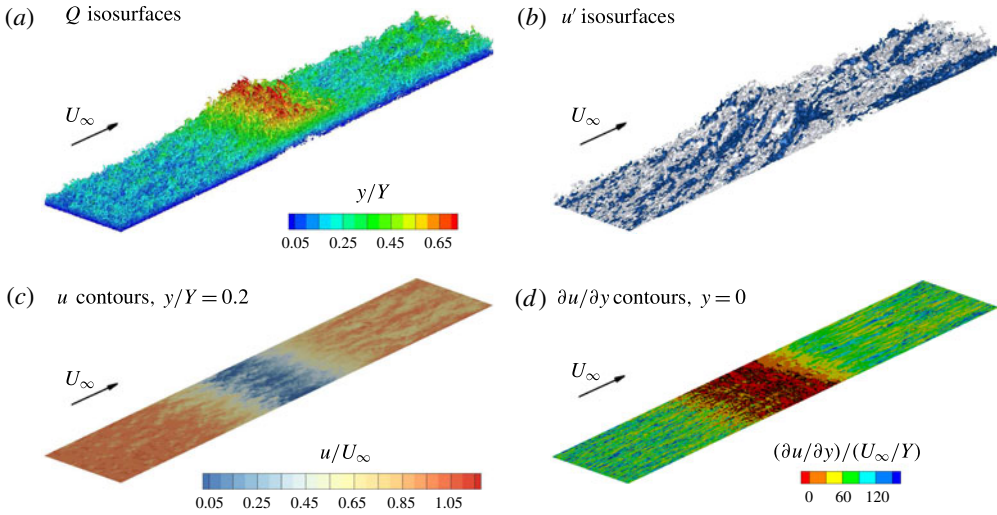 (a) Q isosurfaces
U∞
y/Y
0.05 0.25 0.45 0.65
(b) u′ isosurfaces
U∞
(c) u contours, y/Y = 0.2
U∞
u/U∞
0.05 0.25 0.45 0.65 0.85 1.05
(d) ∂u/∂y contours, y = 0
U∞
(∂u/∂y)/(U∞/Y)
0 60 120